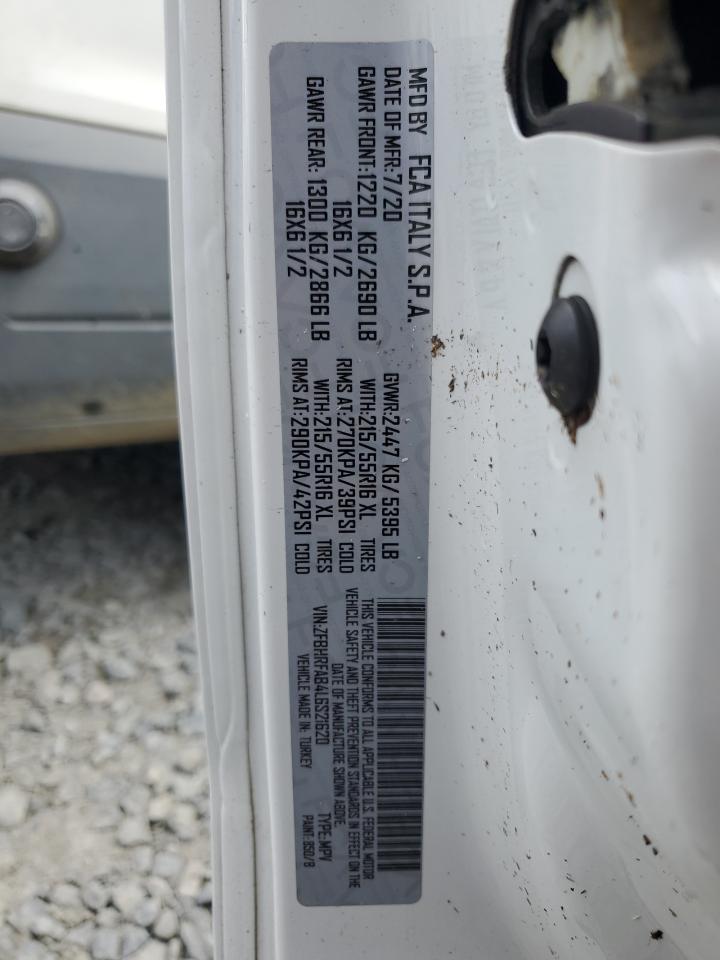 MFD BY FCA ITALY S.P.A.
DATE OF MFR:7/20 GVWR:2447 KG/5395 LB
GAWR FRONT:1220 KG/2690 LB WITH:215/55R16 XL TIRES
16X6 1/2 RIMS AT:270KPA/39PSI COLD
GAWR REAR: 1300 KG/2866 LB WITH:215/55R16 XL TIRES
16X6 1/2 RIMS AT:290KPA/42PSI COLD
THIS VEHICLE CONFORMS TO ALL APPLICABLE U.S. FEDERAL MOTOR
VEHICLE SAFETY AND THEFT PREVENTION STANDARDS IN EFFECT ON THE
DATE OF MANUFACTURE SHOWN ABOVE.
VIN:ZFBHRFAB4L6S21620 TYPE:MPV
VEHICLE MADE IN: TURKEY PAINT:850/B